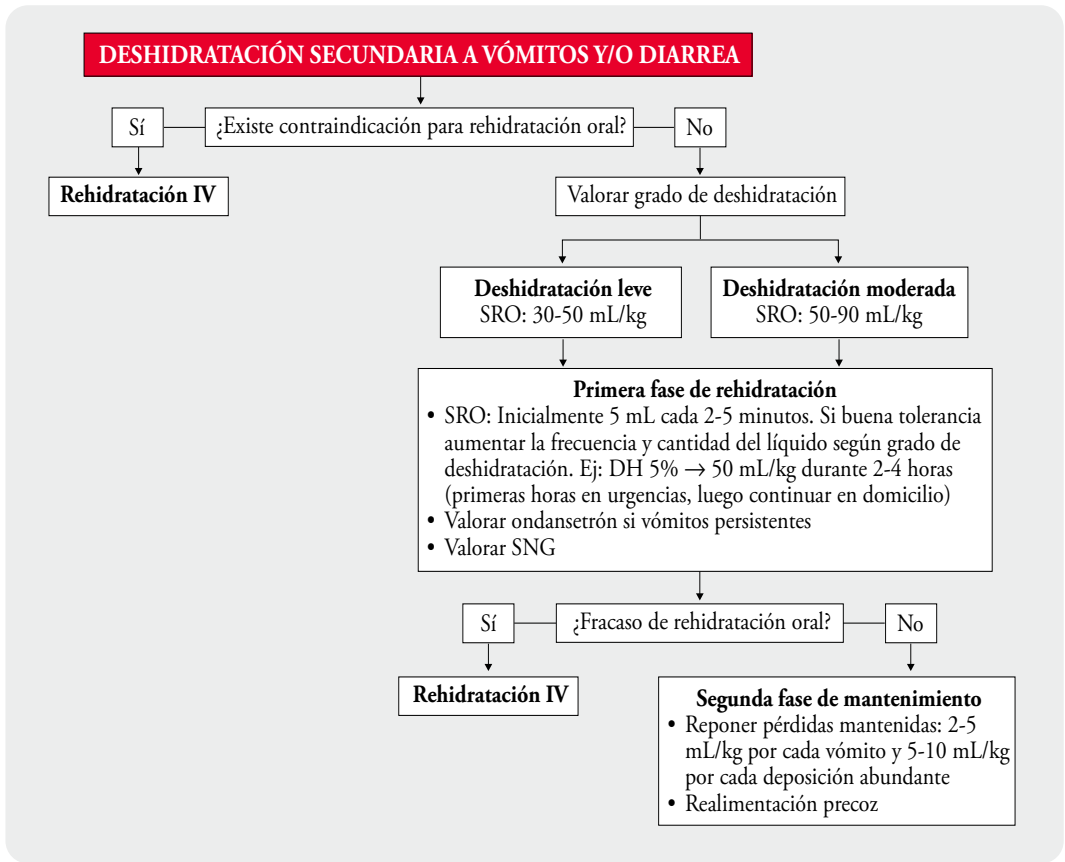 DESHIDRATACIÓN SECUNDARIA A VÓMITOS Y/O DIARREA
Sí
¿Existe contraindicación para rehidratación oral?
No
Rehidratación IV
Valorar grado de deshidratación
Deshidratación leve
SRO: 30-50 mL/kg
Deshidratación moderada
SRO: 50-90 mL/kg
Primera fase de rehidratación
• SRO: Inicialmente 5 mL cada 2-5 minutos. Si buena tolerancia
aumentar la frecuencia y cantidad del líquido según grado de
deshidratación. Ej: DH 5% → 50 mL/kg durante 2-4 horas
(primeras horas en urgencias, luego continuar en domicilio)
• Valorar ondansetrón si vómitos persistentes
• Valorar SNG
Sí
¿Fracaso de rehidratación oral?
No
Rehidratación IV
Segunda fase de mantenimiento
• Reponer pérdidas mantenidas: 2-5
mL/kg por cada vómito y 5-10 mL/kg
por cada deposición abundante
• Realimentación precoz